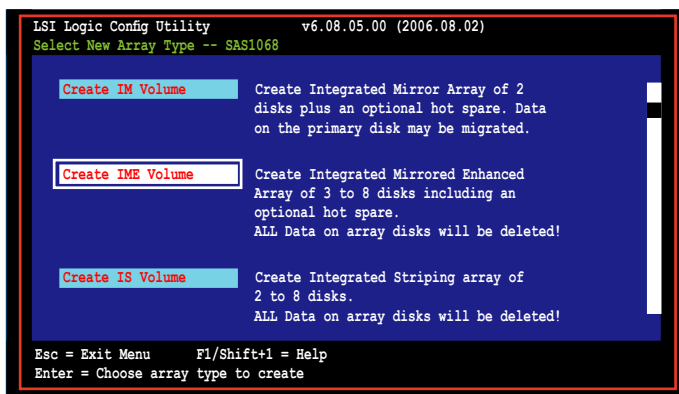 LSI Logic Config Utility v6.08.05.00 (2006.08.02)
Select New Array Type -- SAS1068
Create IM Volume Create Integrated Mirror Array of 2
disks plus an optional hot spare. Data
on the primary disk may be migrated.
Create IME Volume Create Integrated Mirrored Enhanced
Array of 3 to 8 disks including an
optional hot spare.
ALL Data on array disks will be deleted!
Create IS Volume Create Integrated Striping array of
2 to 8 disks.
ALL Data on array disks will be deleted!
Esc = Exit Menu F1/Shift+1 = Help
Enter = Choose array type to create